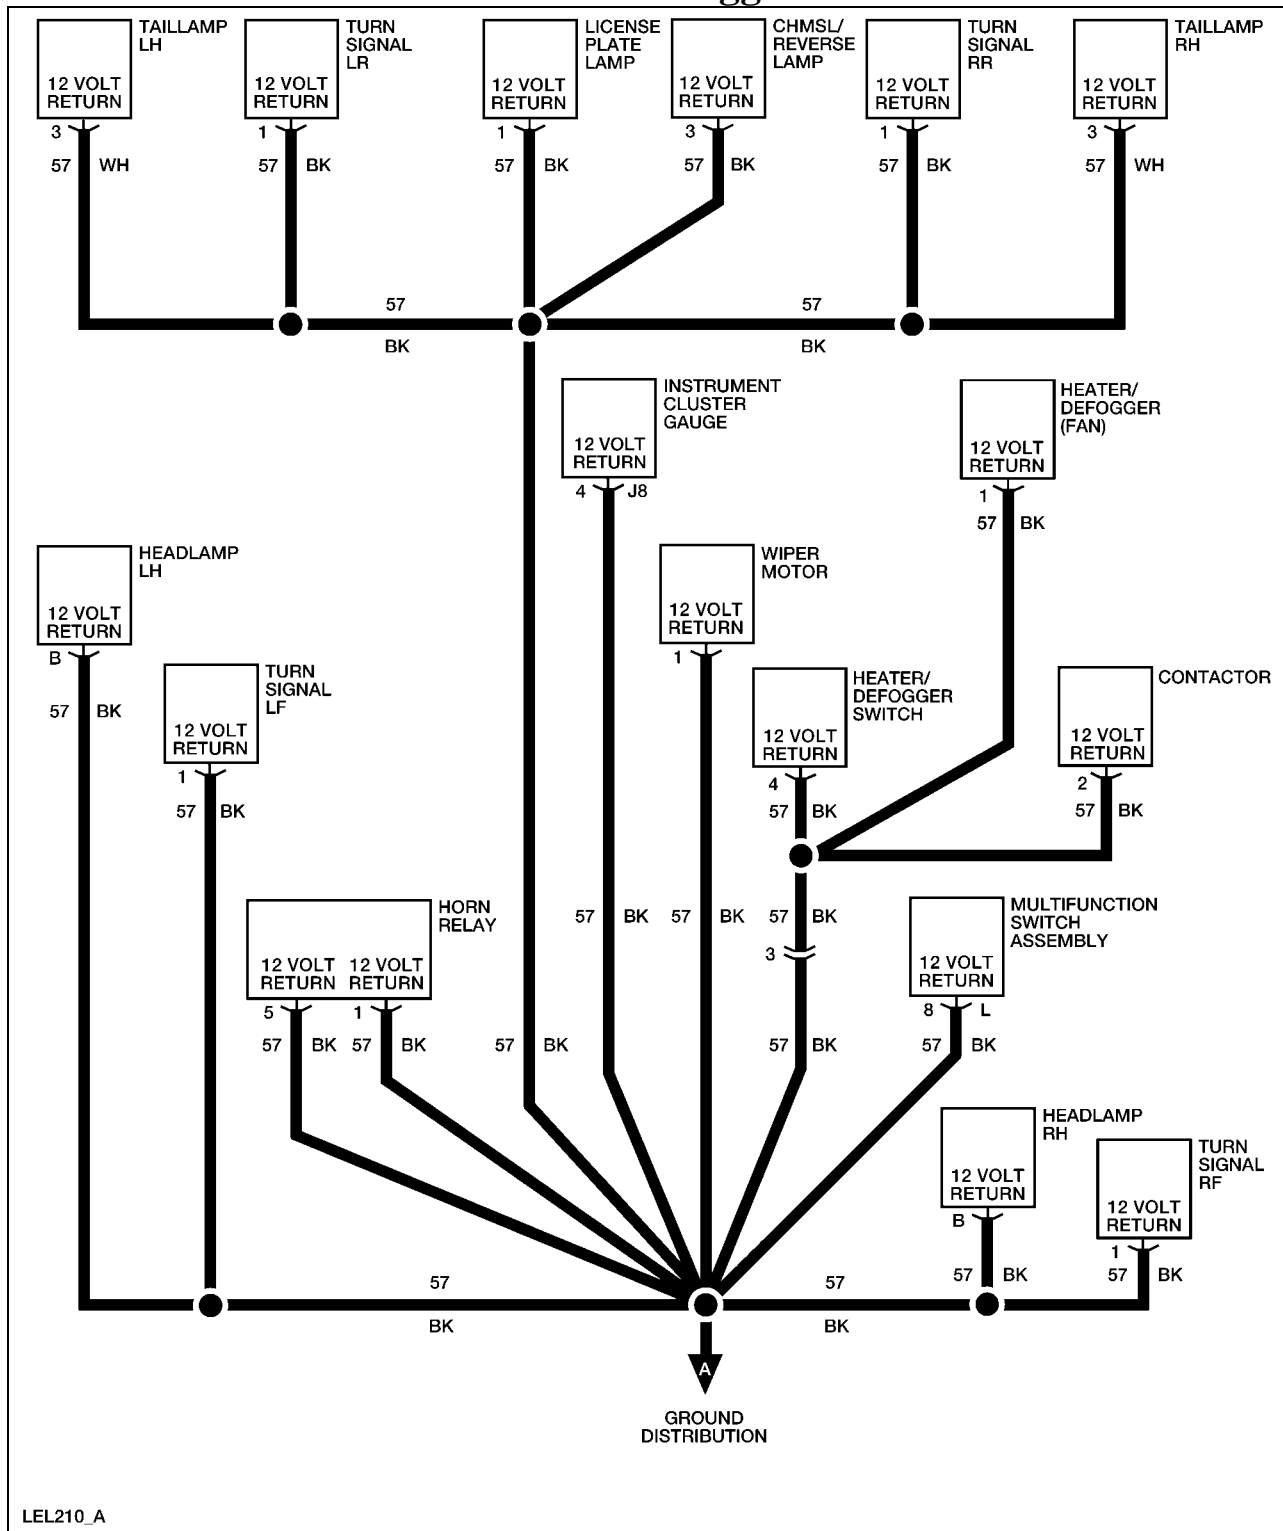 TAILLAMP
LH
12 VOLT
RETURN
3
57 WH
TURN
SIGNAL
LR
12 VOLT
RETURN
1
57 BK
LICENSE
PLATE
LAMP
12 VOLT
RETURN
1
57 BK
CHMSL/
REVERSE
LAMP
12 VOLT
RETURN
3
57 BK
TURN
SIGNAL
RR
12 VOLT
RETURN
1
57 BK
TAILLAMP
RH
12 VOLT
RETURN
3
57 WH
57
BK
57
BK
INSTRUMENT
CLUSTER
GAUGE
12 VOLT
RETURN
4 J8
HEATER/
DEFOGGER
(FAN)
12 VOLT
RETURN
1
57 BK
HEADLAMP
LH
12 VOLT
RETURN
B
57 BK
WIPER
MOTOR
12 VOLT
RETURN
1
TURN
SIGNAL
LF
12 VOLT
RETURN
1
57 BK
HEATER/
DEFOGGER
SWITCH
12 VOLT
RETURN
4
57 BK
CONTACTOR
12 VOLT
RETURN
2
57 BK
57 BK
57 BK
57 BK
3
57 BK
HORN
RELAY
12 VOLT
RETURN
5
57 BK
12 VOLT
RETURN
1
57 BK
57 BK
MULTIFUNCTION
SWITCH
ASSEMBLY
12 VOLT
RETURN
8 L
57 BK
HEADLAMP
RH
12 VOLT
RETURN
B
57 BK
TURN
SIGNAL
RF
12 VOLT
RETURN
1
57 BK
57
BK
57
BK
A
GROUND
DISTRIBUTION
LEL210_A